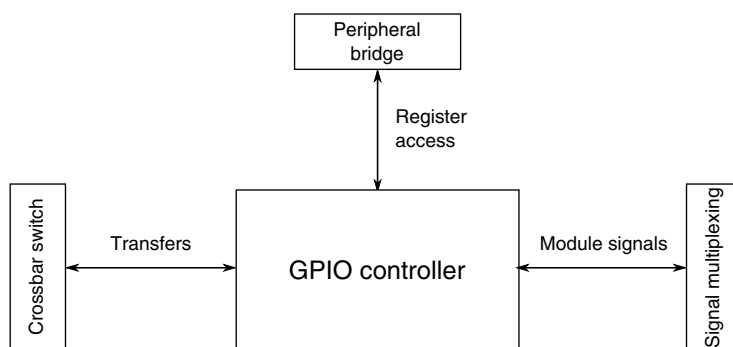 Peripheral
bridge
Register
access
Crossbar switch
Transfers
GPIO controller
Module signals
Signal multiplexing